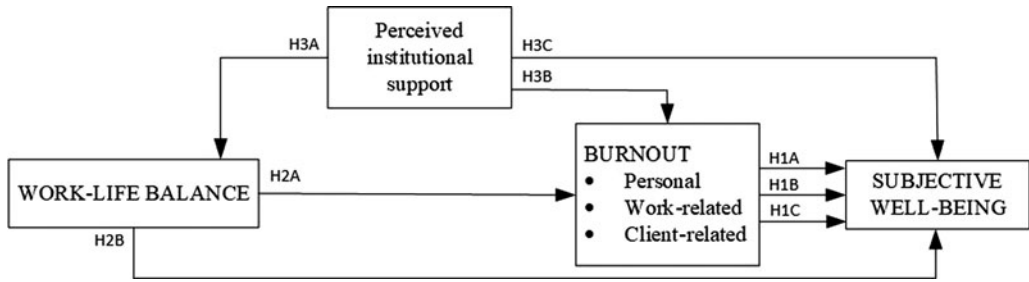 Perceived
institutional
support
H3A
H3C
H3B
WORK-LIFE BALANCE
H2A
H2B
BURNOUT
• Personal
• Work-related
• Client-related
H1A
H1B
H1C
SUBJECTIVE
WELL-BEING